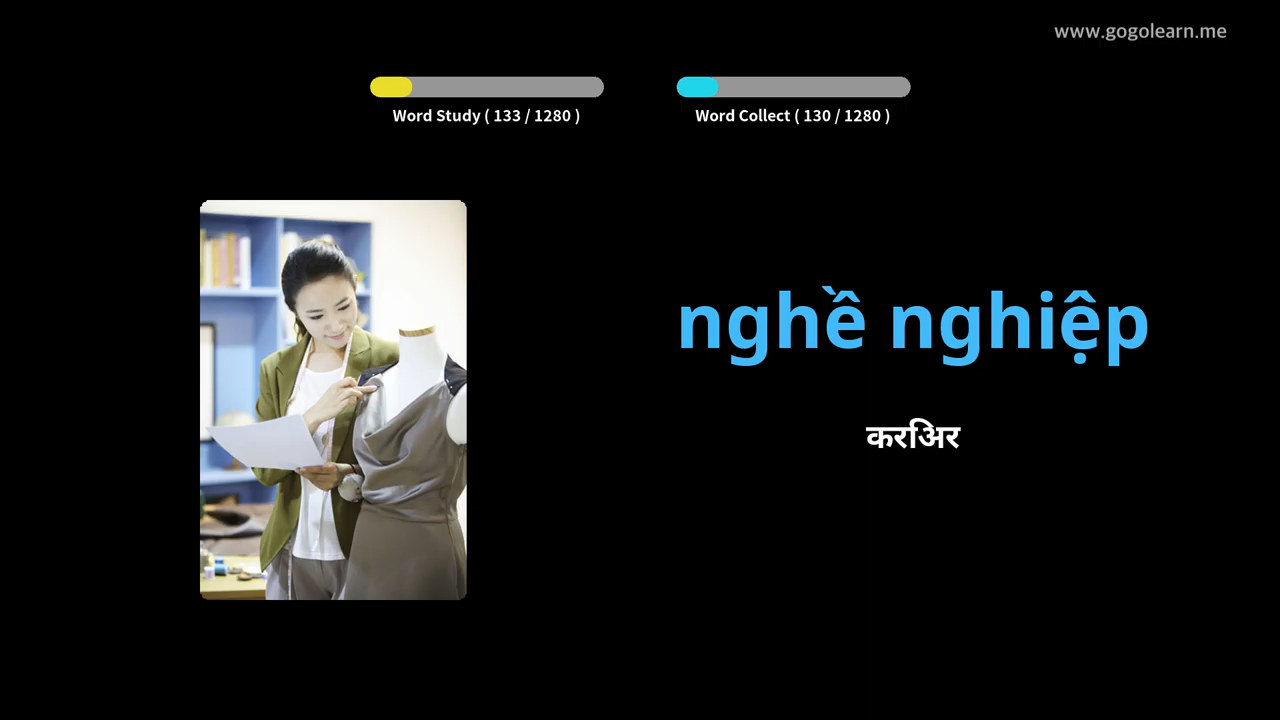 www.gogolearn.me
Word Study ( 133 / 1280 )
Word Collect ( 130 / 1280 )
nghề nghiệp
करिअर